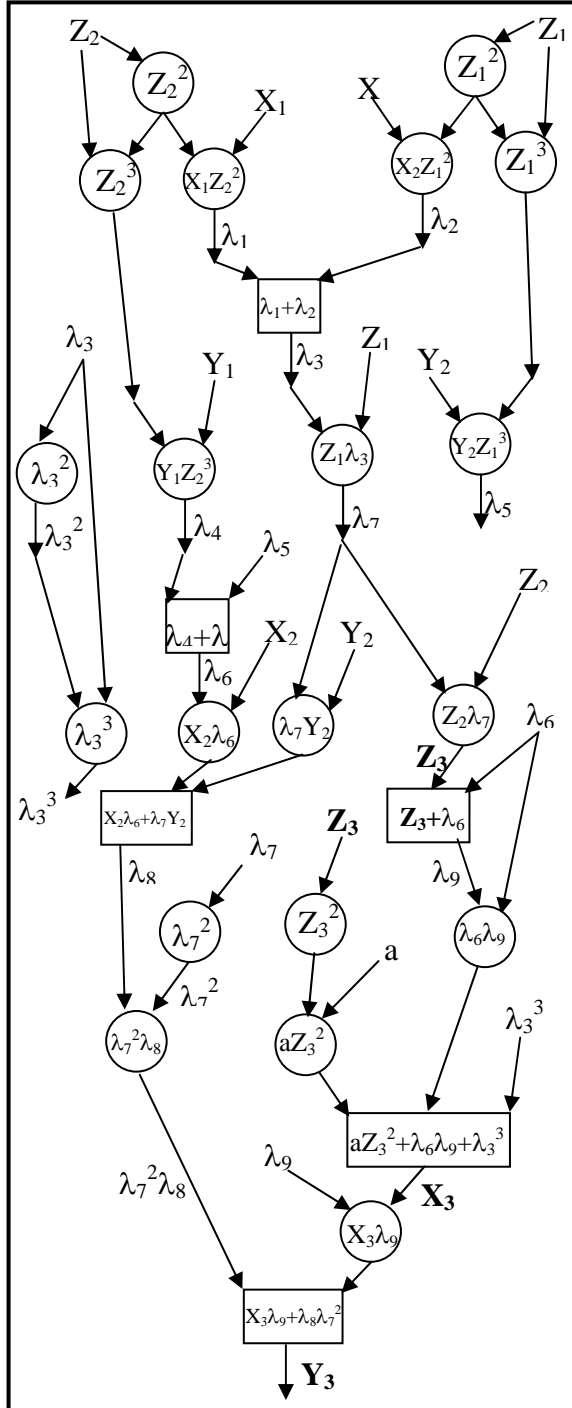 Z₂ Z₁
Z₂² Z₁²
X₁ X
Z₂³ X₁Z₂² X₂Z₁² Z₁³
λ₁ λ₂
λ₁+λ₂
λ₃ λ₃ Z₁
Y₁ Y₂
λ₃² Y₁Z₂³ Z₁λ₃ Y₂Z₁³
λ₃² λ₄ λ₇ λ₅
λ₅
Z₂
λ₄+λ X₂ Y₂
λ₆
λ₃³ X₂λ₆ λ₇Y₂ Z₂λ₇ λ₆
Z₃
λ₃³ X₂λ₆+λ₇Y₂ Z₃ Z₃+λ₆
λ₈ λ₇ λ₉
λ₇² Z₃² λ₆λ₉
a
λ₇²
λ₇²λ₈ aZ₃² λ₃³
aZ₃²+λ₆λ₉+λ₃³
λ₉
λ₇²λ₈ X₃
X₃λ₉
X₃λ₉+λ₈λ₇²
Y₃